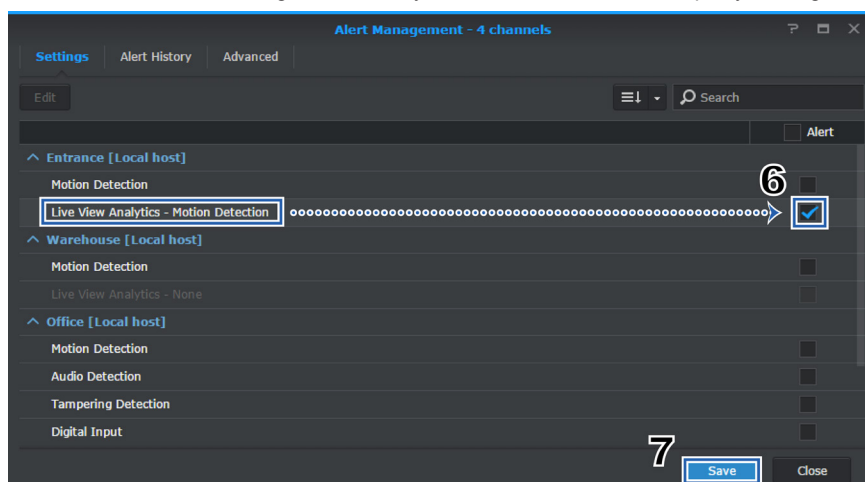 Alert Management - 4 channels
Settings Alert History Advanced
Edit Search
Alert
Entrance [Local host]
Motion Detection 6
Live View Analytics - Motion Detection
Warehouse [Local host]
Motion Detection
Live View Analytics - None
Office [Local host]
Motion Detection
Audio Detection
Tampering Detection
Digital Input
7 Save Close